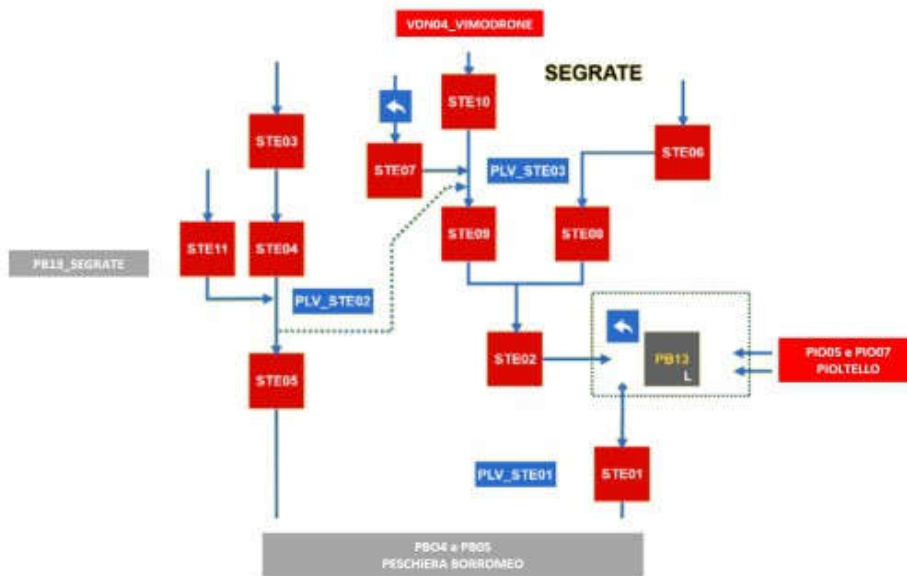 VDN04_VIMODRONE
SEGRATE
STE10
STE03
STE07
PLV_STE03
STE06
STE11
STE04
STE09
STE08
PB13_SEGRATE
PLV_STE02
STE05
STE02
PB13
L
PIO05 e PIO07
PIOLTELLO
PLV_STE01
STE01
PBO4 e PB05
PESCHIERA BORROMEO